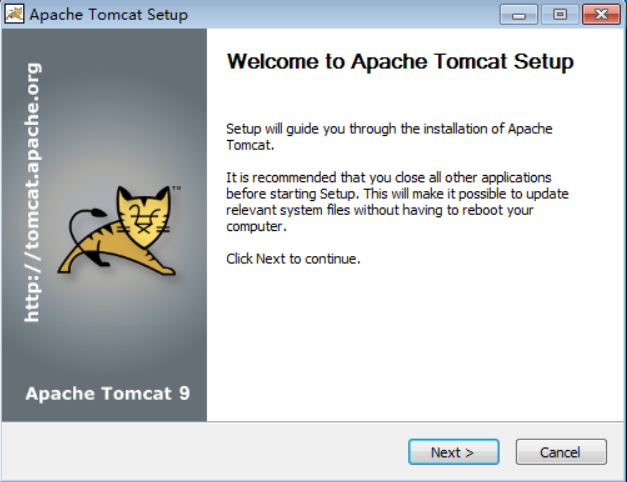 Apache Tomcat Setup
http://tomcat.apache.org
TM
Apache Tomcat 9
Welcome to Apache Tomcat Setup
Setup will guide you through the installation of Apache
Tomcat.
It is recommended that you close all other applications
before starting Setup. This will make it possible to update
relevant system files without having to reboot your
computer.
Click Next to continue.
Next >
Cancel